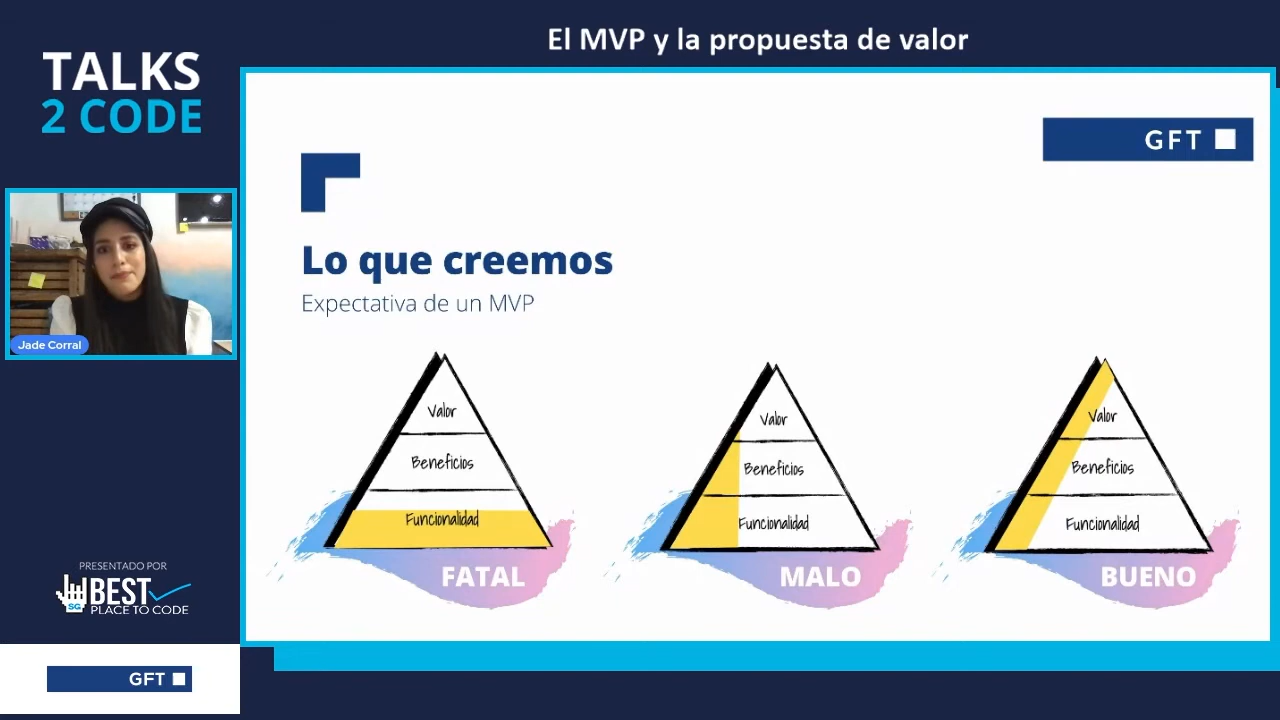 El MVP y la propuesta de valor
TALKS
2 CODE
GFT
Jade Corral
Lo que creemos
Expectativa de un MVP
Valor
Beneficios
Funcionalidad
FATAL
Valor
Beneficios
Funcionalidad
MALO
Valor
Beneficios
Funcionalidad
BUENO
PRESENTADO POR
SG
BEST
PLACE TO CODE
GFT